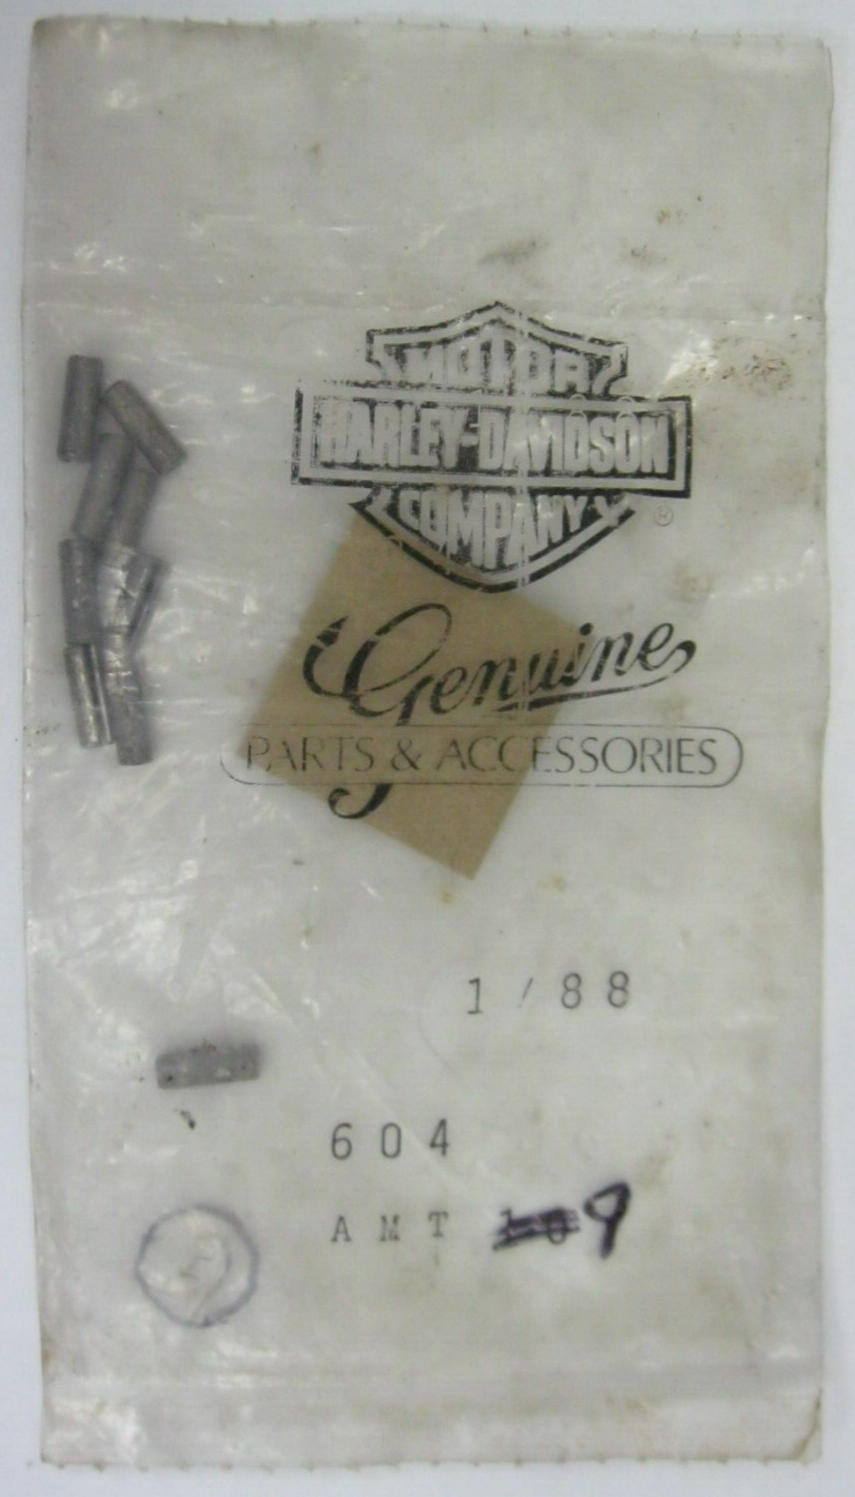 MOTOR
HARLEY-DAVIDSON
COMPANY
®
Genuine
PARTS & ACCESSORIES
1/88
604
AMT 9